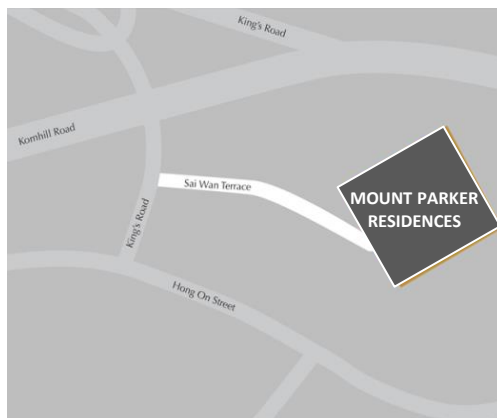 King's Road
Kornhill Road
Sai Wan Terrace
MOUNT PARKER
RESIDENCES
King's Road
Hong On Street